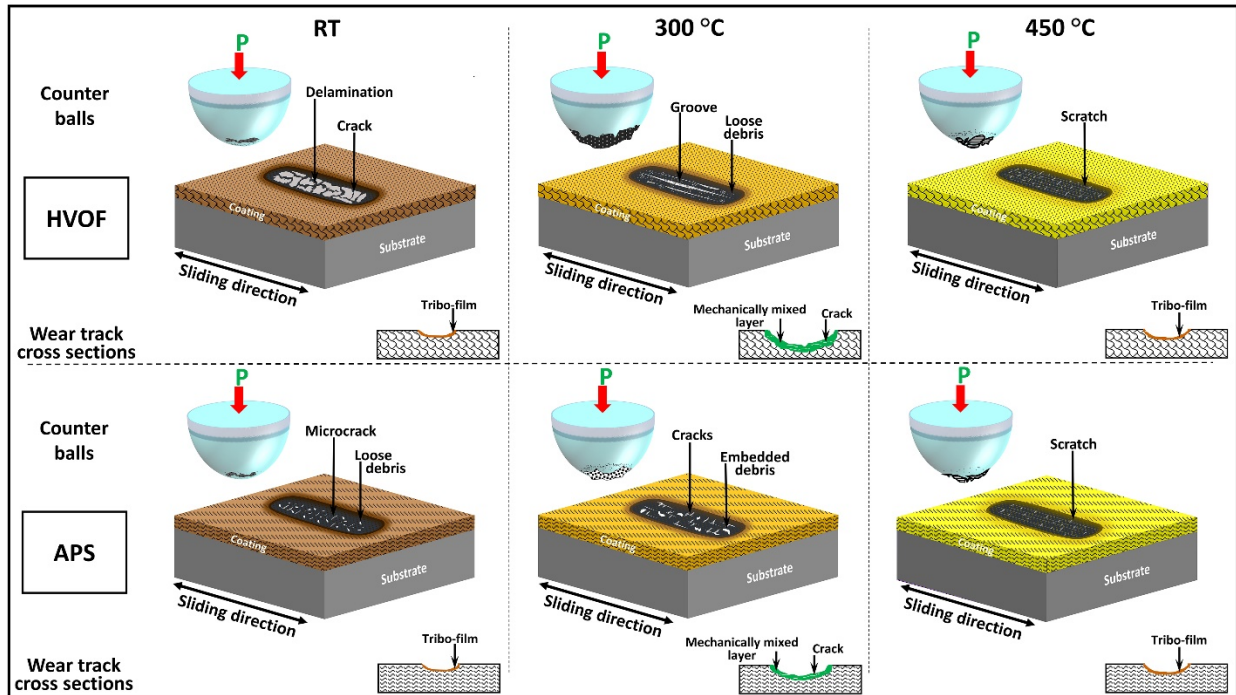 RT
300 °C
450 °C
P
P
P
Counter
balls
Delamination
Crack
Groove
Loose
debris
Scratch
HVOF
Coating
Substrate
Sliding direction
Coating
Substrate
Sliding direction
Coating
Substrate
Sliding direction
Wear track
cross sections
Tribo-film
Mechanically mixed
layer
Crack
Tribo-film
P
P
P
Counter
balls
Microcrack
Loose
debris
Cracks
Embedded
debris
Scratch
APS
Coating
Substrate
Sliding direction
Coating
Substrate
Sliding direction
Coating
Substrate
Sliding direction
Wear track
cross sections
Tribo-film
Mechanically mixed
layer
Crack
Tribo-film